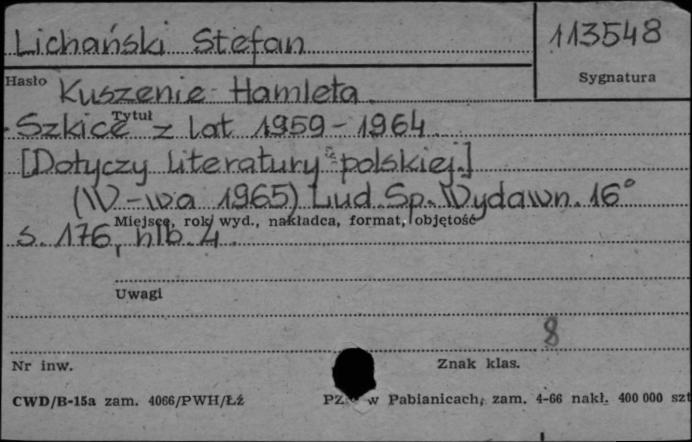 Lichański Stefan
113548
Hasło
Sygnatura
Kuszenie Hamleta.
Tytuł
Szkice z lat 1959-1964.
[Dotyczy literatury polskiej.]
(W-wa 1965) Lud. Sp. Wydawn. 16°
Miejsce, rok wyd., nakładca, format, objętość
s. 176, nlb. 4.
Uwagi
8
Nr inw.
Znak klas.
CWD/B-15a zam. 4066/PWH/Łź
w Pabianicach, zam. 4-66 nakł. 400 000 szt